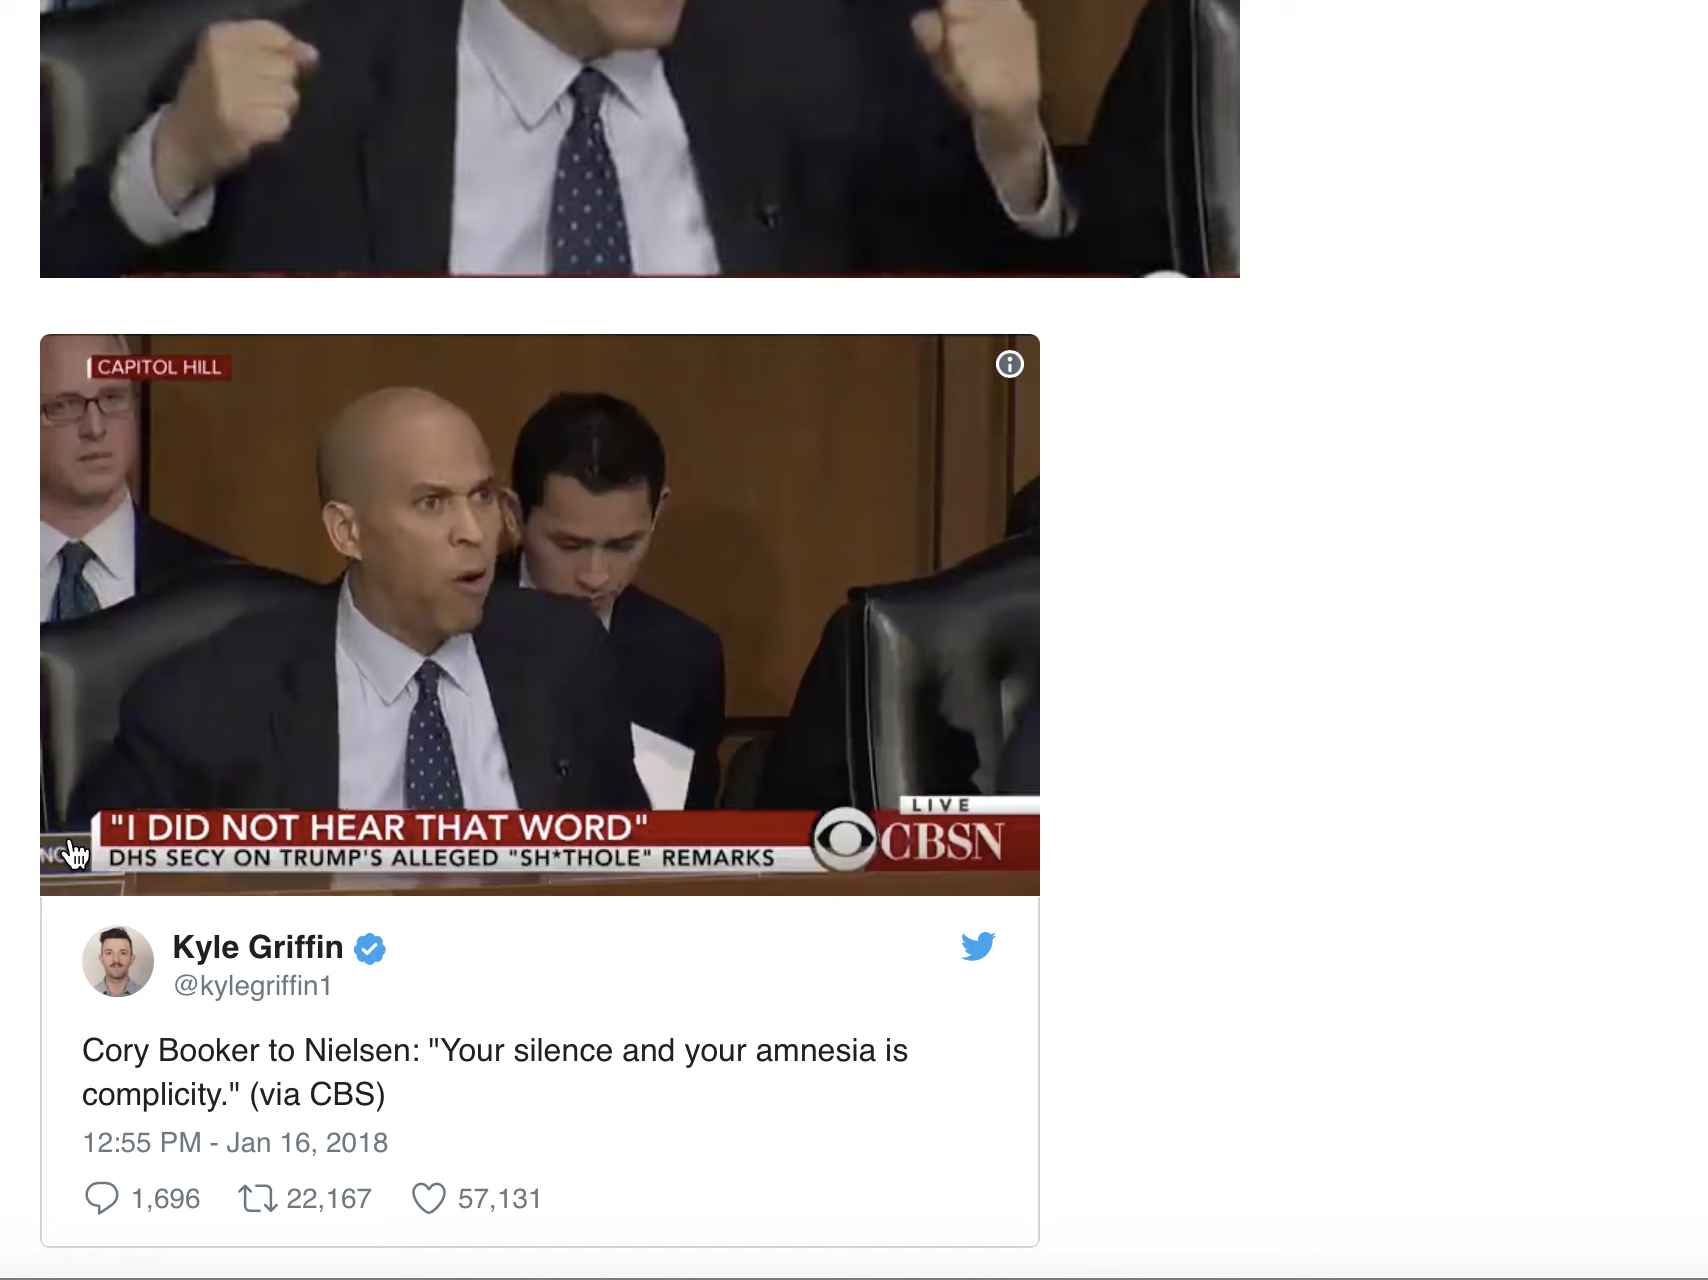 CAPITOL HILL
"I DID NOT HEAR THAT WORD"
LIVE
CBSN
DHS SECY ON TRUMP'S ALLEGED "SH*THOLE" REMARKS
Kyle Griffin
@kylegriffin1
Cory Booker to Nielsen: "Your silence and your amnesia is
complicity." (via CBS)
12:55 PM - Jan 16, 2018
1,696 22,167 57,131